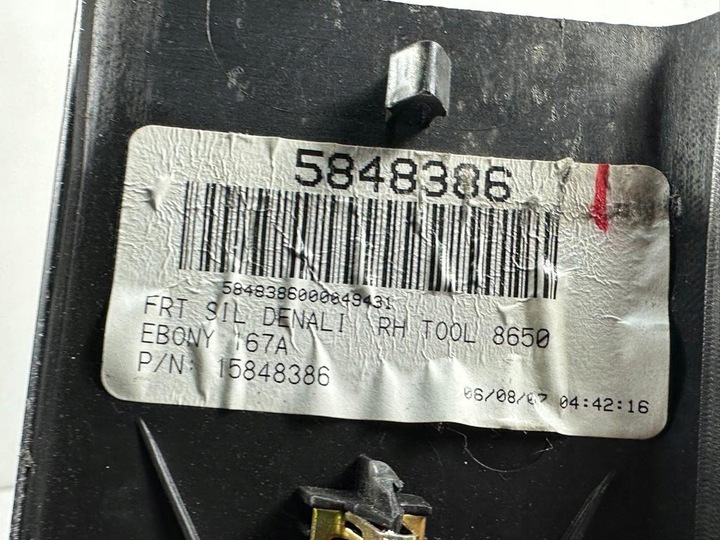 5848386
5848386000049431
FRT SIL DENALI RH TOOL 8650
EBONY 167A
P/N: 15848386
06/08/07 04:42:16